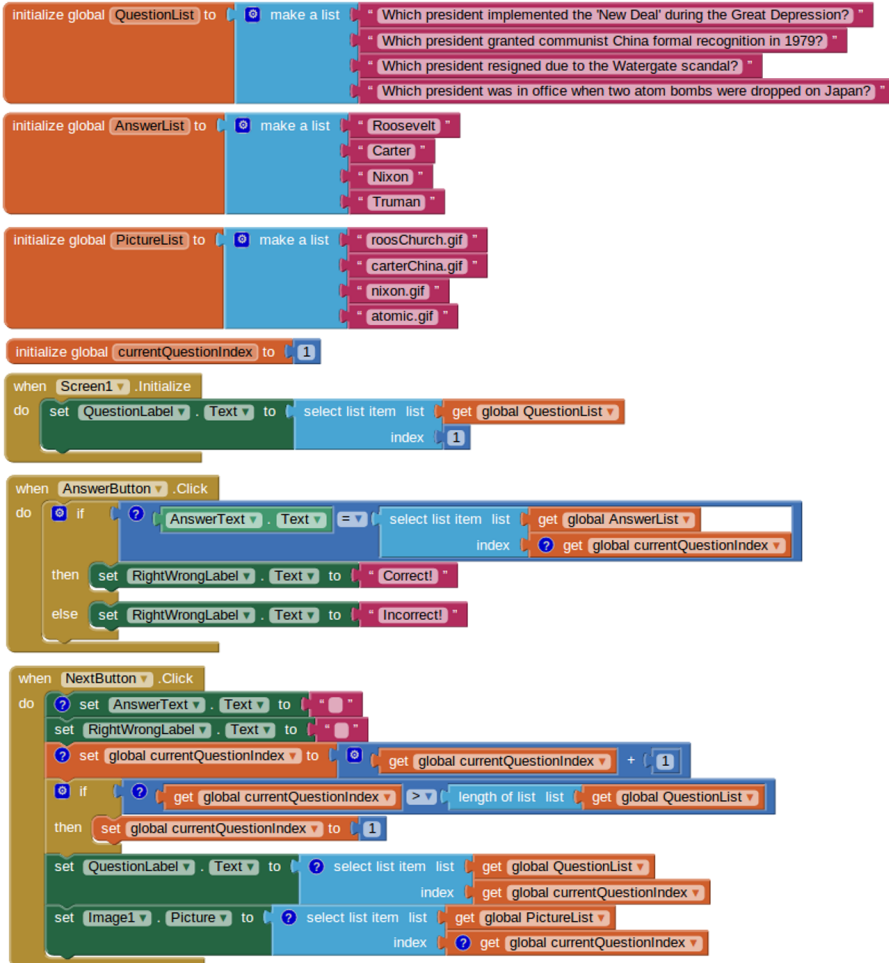 initialize global QuestionList to make a list " Which president implemented the 'New Deal' during the Great Depression? "
" Which president granted communist China formal recognition in 1979? "
" Which president resigned due to the Watergate scandal? "
" Which president was in office when two atom bombs were dropped on Japan? "
initialize global AnswerList to make a list " Roosevelt "
" Carter "
" Nixon "
" Truman "
initialize global PictureList to make a list " roosChurch.gif "
" carterChina.gif "
" nixon.gif "
" atomic.gif "
initialize global currentQuestionIndex to 1
when Screen1 .Initialize
do set QuestionLabel . Text to select list item list get global QuestionList
index 1
when AnswerButton .Click
do if ? AnswerText . Text = select list item list get global AnswerList
index ? get global currentQuestionIndex
then set RightWrongLabel . Text to " Correct! "
else set RightWrongLabel . Text to " Incorrect! "
when NextButton .Click
do ? set AnswerText . Text to " "
set RightWrongLabel . Text to " "
? set global currentQuestionIndex to get global currentQuestionIndex + 1
if ? get global currentQuestionIndex > length of list list get global QuestionList
then set global currentQuestionIndex to 1
set QuestionLabel . Text to ? select list item list get global QuestionList
index get global currentQuestionIndex
set Image1 . Picture to ? select list item list get global PictureList
index ? get global currentQuestionIndex